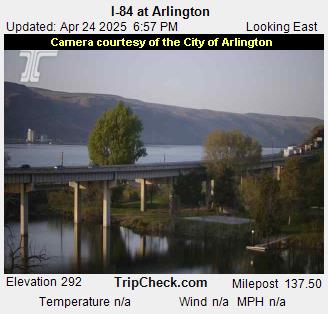 I-84 at Arlington
Updated: Apr 24 2025 6:57 PM Looking East
Camera courtesy of the City of Arlington
Elevation 292 TripCheck.com Milepost 137.50
Temperature n/a Wind n/a MPH n/a